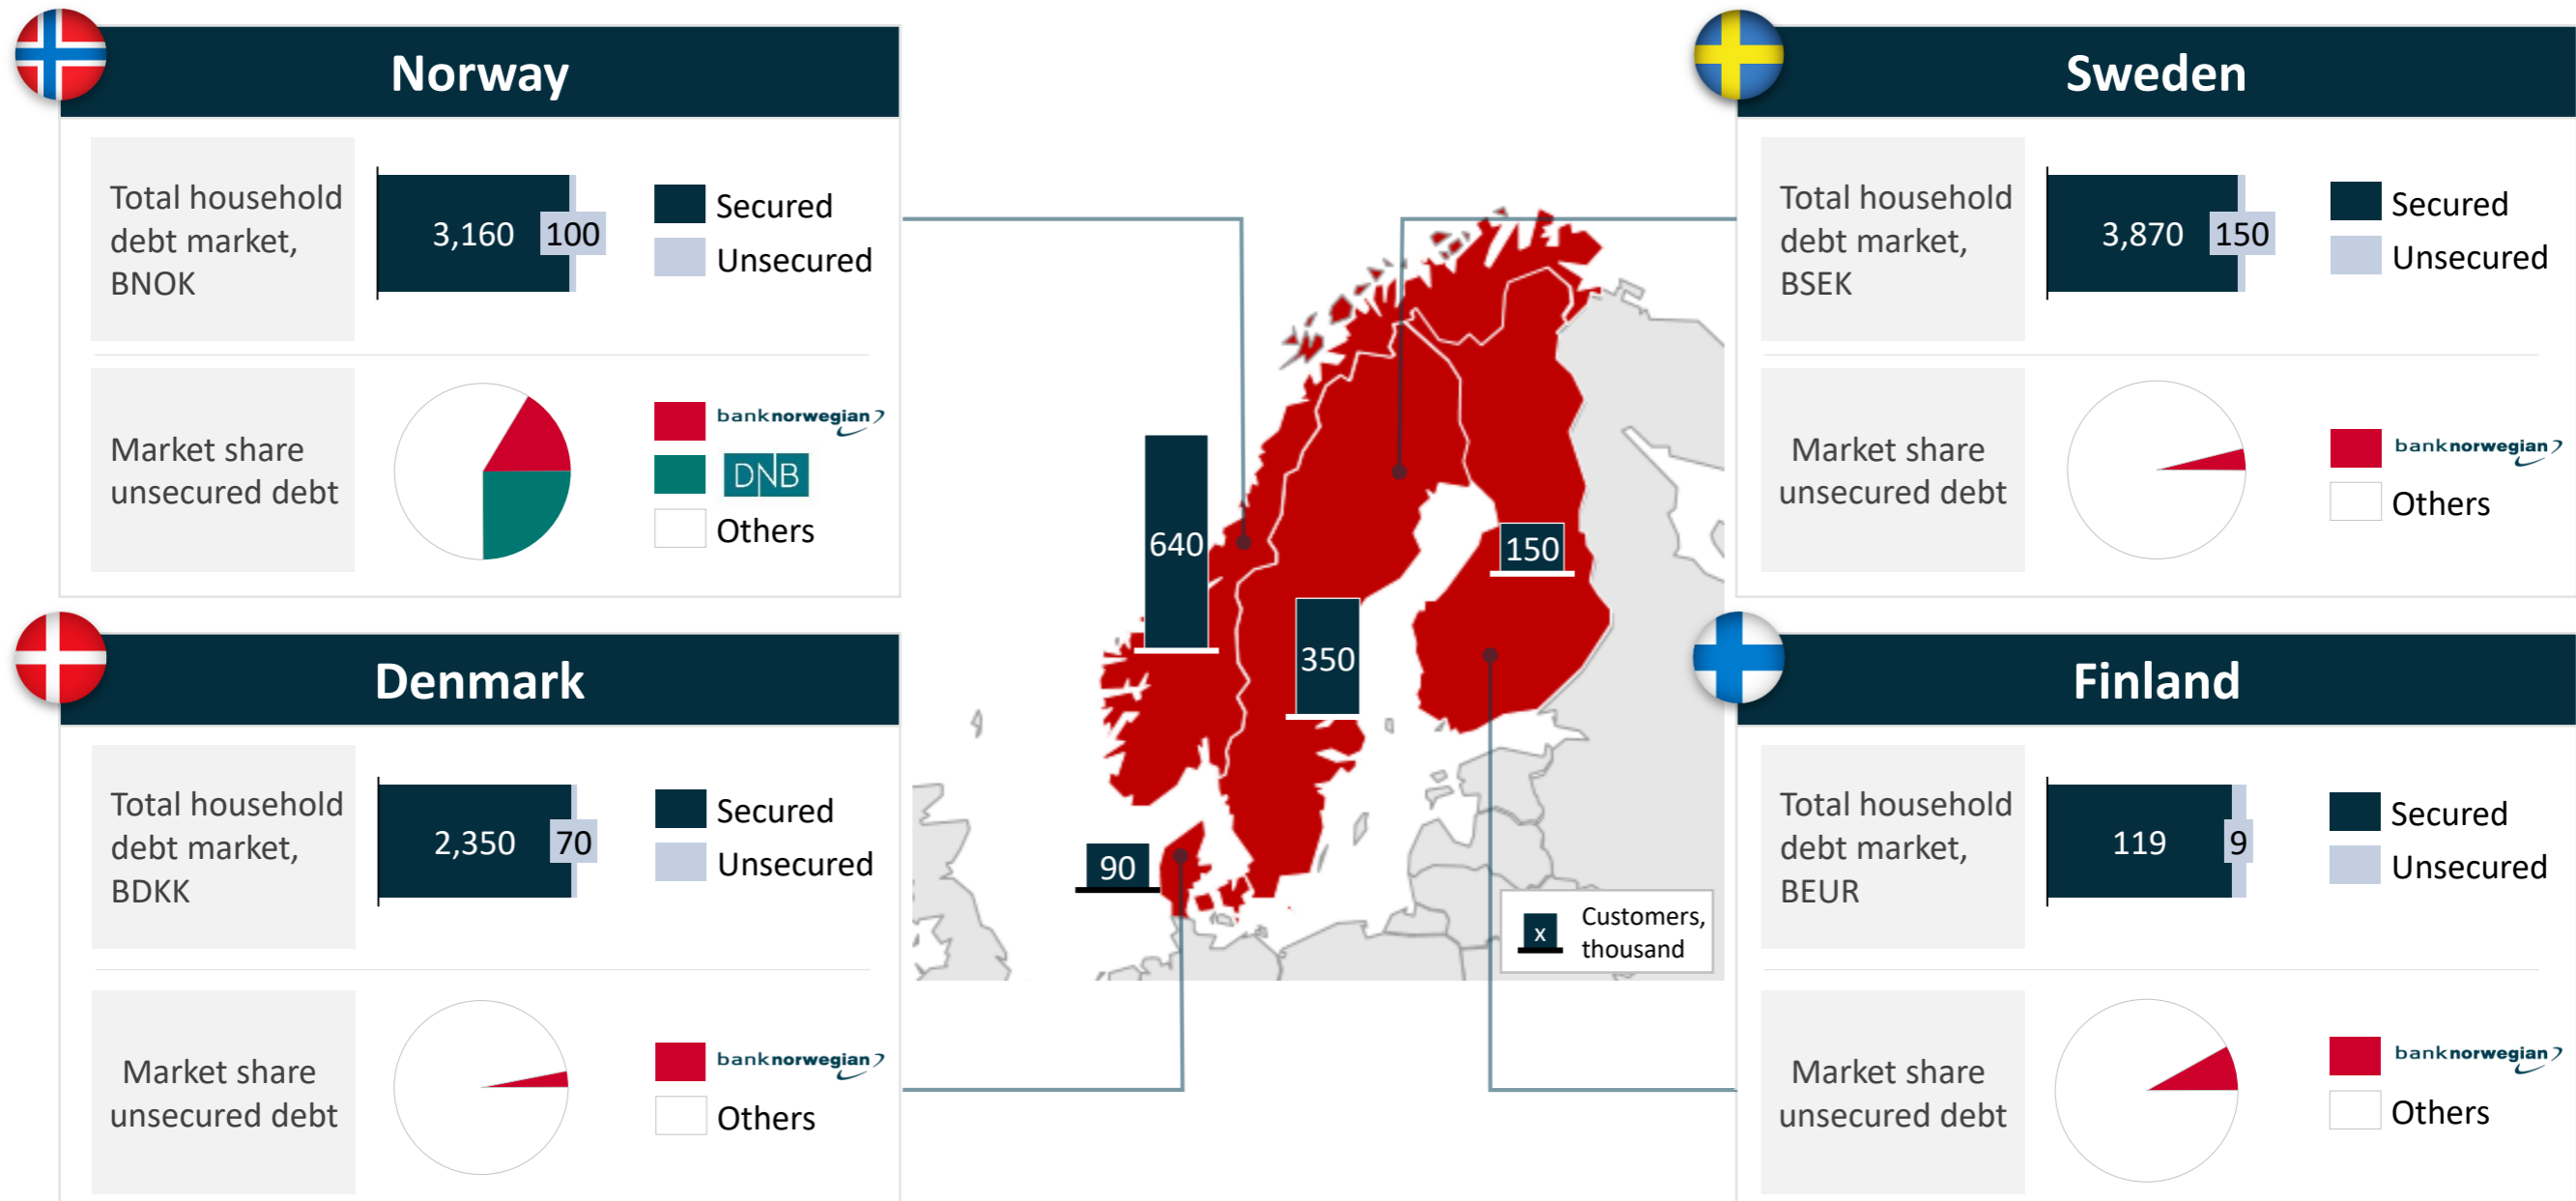 Norway
Total household
debt market,
BNOK
3,160
100
Secured
Unsecured
Market share
unsecured debt
banknorwegian
DNB
Others
Sweden
Total household
debt market,
BSEK
3,870
150
Secured
Unsecured
Market share
unsecured debt
banknorwegian
Others
640
350
150
90
x
Customers,
thousand
Denmark
Total household
debt market,
BDKK
2,350
70
Secured
Unsecured
Market share
unsecured debt
banknorwegian
Others
Finland
Total household
debt market,
BEUR
119
9
Secured
Unsecured
Market share
unsecured debt
banknorwegian
Others